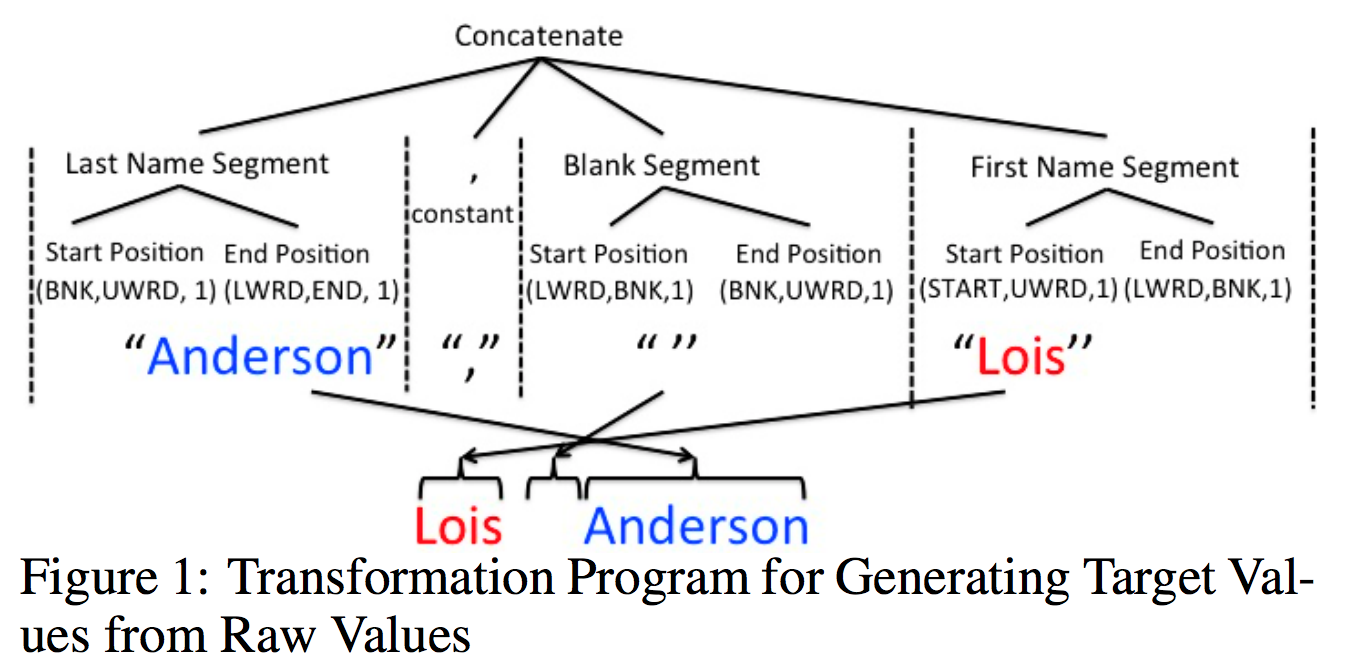 Concatenate
Last Name Segment , Blank Segment First Name Segment
constant
Start Position End Position Start Position End Position Start Position End Position
(BNK,UWRD, 1) (LWRD,END, 1) (LWRD,BNK,1) (BNK,UWRD,1) (START,UWRD,1) (LWRD,BNK,1)
“Anderson” “,” “ ” “Lois”
Lois Anderson
Figure 1: Transformation Program for Generating Target Val-
ues from Raw Values